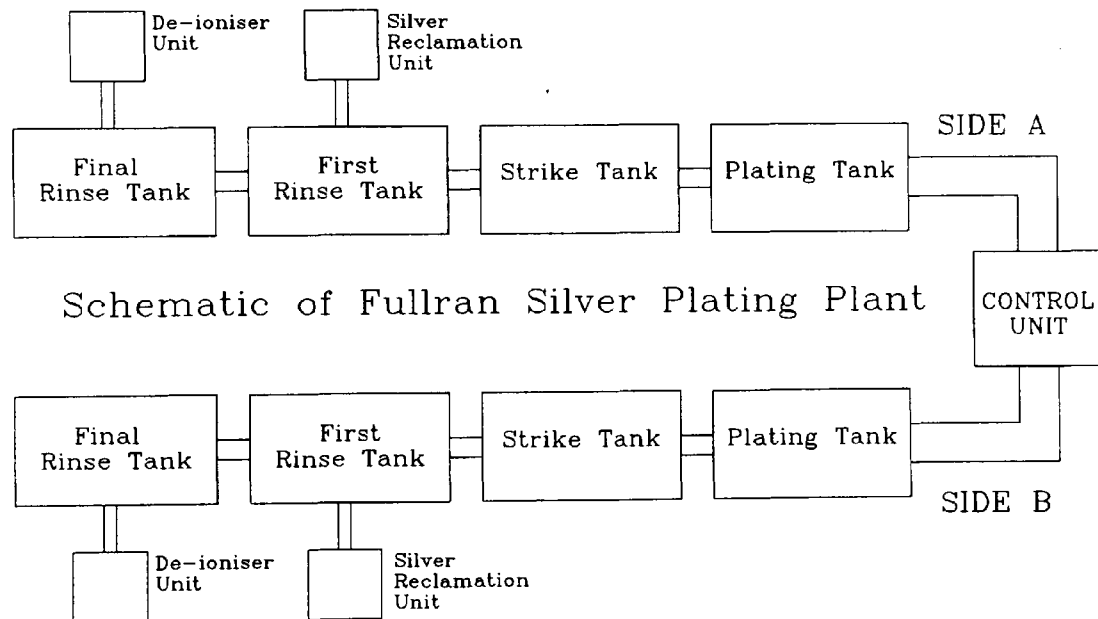 De-ioniser
Unit
Silver
Reclamation
Unit
SIDE A
Final
Rinse Tank
First
Rinse Tank
Strike Tank
Plating Tank
Schematic of Fullran Silver Plating Plant
CONTROL
UNIT
Final
Rinse Tank
First
Rinse Tank
Strike Tank
Plating Tank
SIDE B
De-ioniser
Unit
Silver
Reclamation
Unit